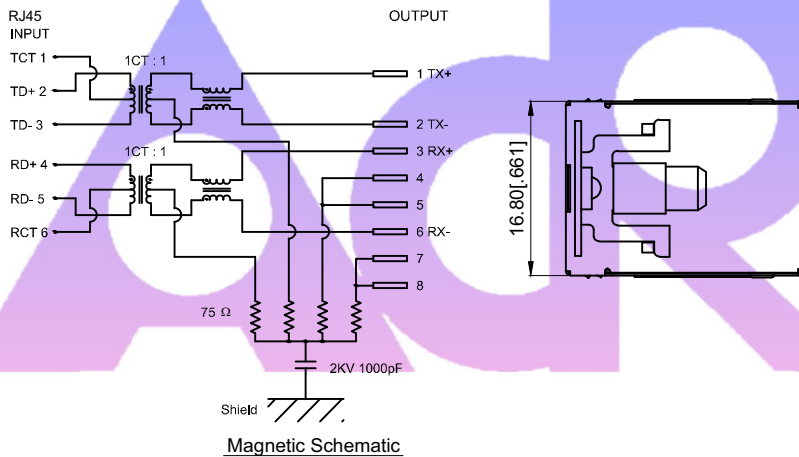 RJ45
INPUT
OUTPUT
TCT 1
1CT : 1
TD+ 2
TD- 3
1 TX+
2 TX-
1CT : 1
RD+ 4
RD- 5
RCT 6
3 RX+
4
5
6 RX-
7
8
75 Ω
2KV 1000pF
Shield
Magnetic Schematic
16.80[.661]